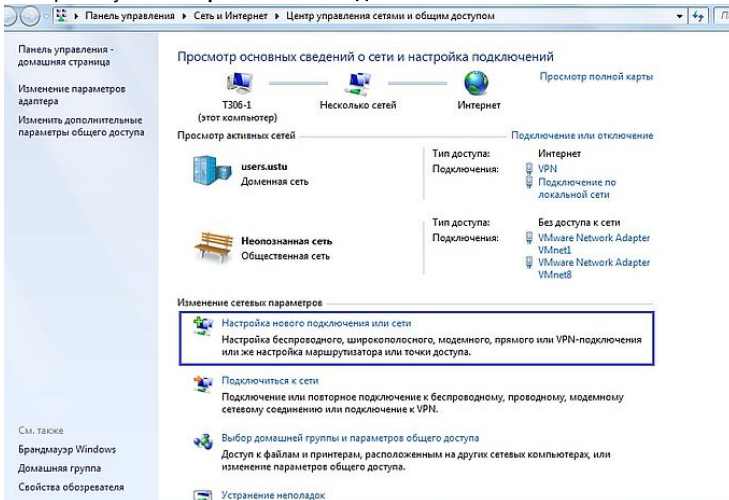 Панель управления ▸ Сеть и Интернет ▸ Центр управления сетями и общим доступом
Панель управления -
домашняя страница
Изменение параметров
адаптера
Изменить дополнительные
параметры общего доступа
Просмотр основных сведений о сети и настройка подключений
Просмотр полной карты
T306-1
(этот компьютер)
Несколько сетей
Интернет
Просмотр активных сетей
Подключение или отключение
users.ustu
Доменная сеть
Тип доступа: Интернет
Подключения: VPN
Подключение по
локальной сети
Неопознанная сеть
Общественная сеть
Тип доступа: Без доступа к сети
Подключения: VMware Network Adapter
VMnet1
VMware Network Adapter
VMnet8
Изменение сетевых параметров
Настройка нового подключения или сети
Настройка беспроводного, широкополосного, модемного, прямого или VPN-подключения
или же настройка маршрутизатора или точки доступа.
Подключиться к сети
Подключение или повторное подключение к беспроводному, проводному, модемному
сетевому соединению или подключение к VPN.
Выбор домашней группы и параметров общего доступа
Доступ к файлам и принтерам, расположенным на других сетевых компьютерах, или
изменение параметров общего доступа.
Устранение неполадок
См. также
Брандмауэр Windows
Домашняя группа
Свойства обозревателя